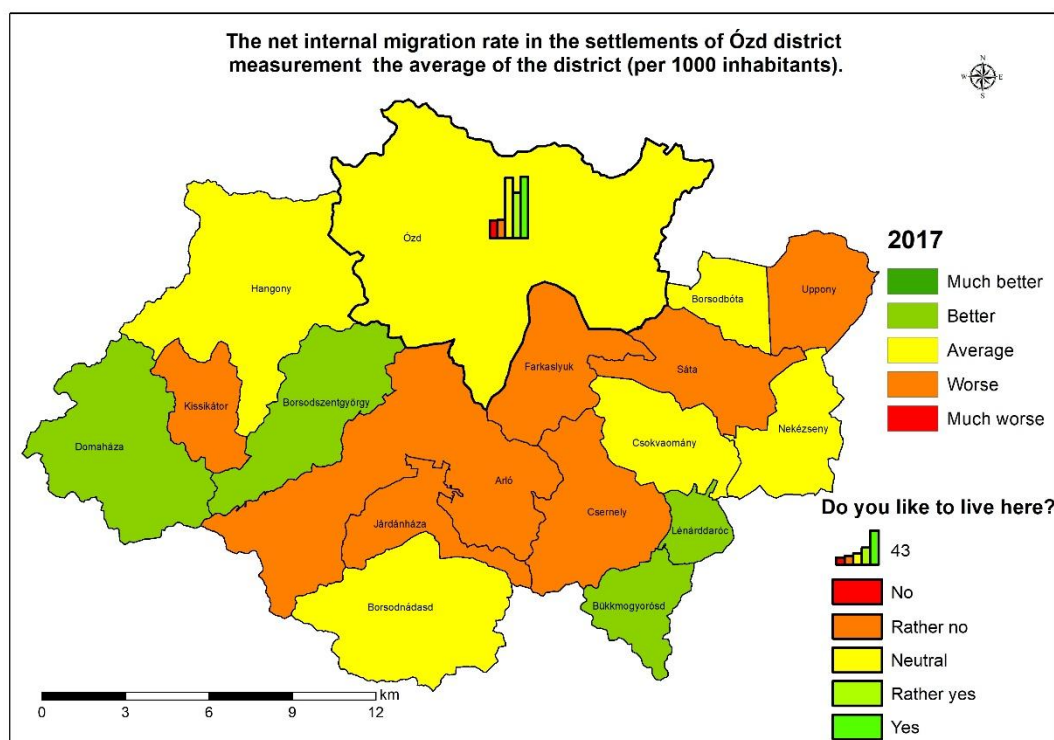 The net internal migration rate in the settlements of Ózd district
measurement the average of the district (per 1000 inhabitants).
N
W E
S
Ózd
Hangony
Borsodbóta
Uppony
Farkaslyuk
Sáta
Kissikátor
Borsodszentgyörgy
Domaháza
Csokvaomány
Nekézseny
Arló
Járdánháza
Csernely
Lénárddaróc
Borsodnádasd
Bükkmogyorósd
2017
Much better
Better
Average
Worse
Much worse
Do you like to live here?
43
No
Rather no
Neutral
Rather yes
Yes
km
0 3 6 9 12